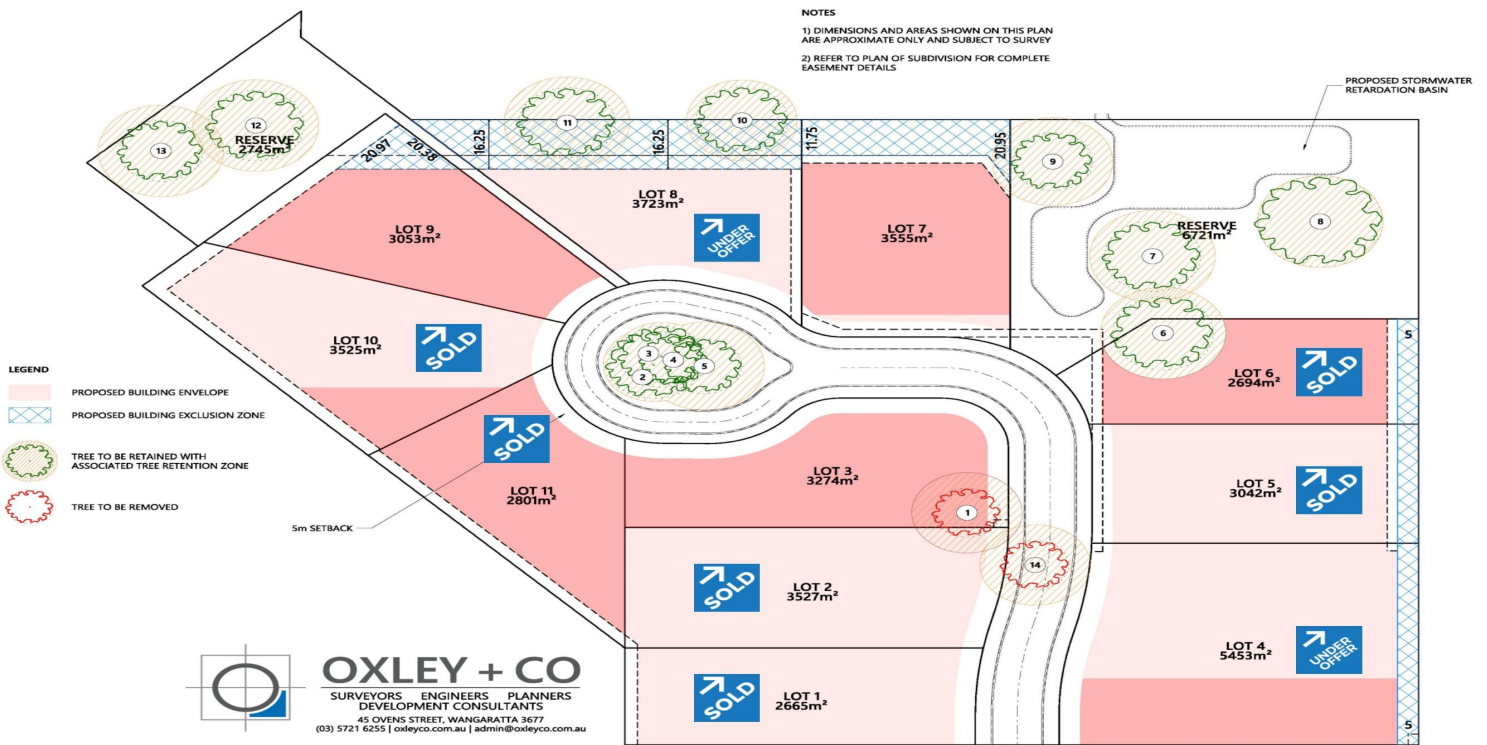 NOTES
1) DIMENSIONS AND AREAS SHOWN ON THIS PLAN
ARE APPROXIMATE ONLY AND SUBJECT TO SURVEY
2) REFER TO PLAN OF SUBDIVISION FOR COMPLETE
EASEMENT DETAILS
PROPOSED STORMWATER
RETARDATION BASIN
13
12
RESERVE
2745m²
20.97
20.38
16.25
11
16.25
10
11.75
20.95
9
8
RESERVE
6721m²
7
6
LOT 9
3053m²
LOT 8
3723m²
UNDER
OFFER
LOT 7
3555m²
LOT 10
3525m²
SOLD
3
4
2
5
5
LOT 6
2694m²
SOLD
LEGEND
PROPOSED BUILDING ENVELOPE
PROPOSED BUILDING EXCLUSION ZONE
TREE TO BE RETAINED WITH
ASSOCIATED TREE RETENTION ZONE
TREE TO BE REMOVED
5m SETBACK
SOLD
LOT 11
2801m²
LOT 3
3274m²
1
14
LOT 5
3042m²
SOLD
LOT 2
3527m²
SOLD
LOT 4
5453m²
UNDER
OFFER
LOT 1
2665m²
SOLD
5
OXLEY + CO
SURVEYORS ENGINEERS PLANNERS
DEVELOPMENT CONSULTANTS
45 OVENS STREET, WANGARATTA 3677
(03) 5721 6255 | oxleyco.com.au | admin@oxleyco.com.au